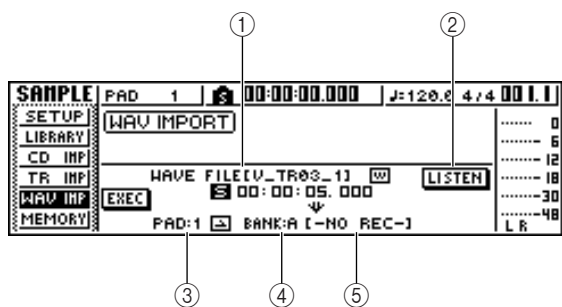 ① ②
SAMPLE PAD 1 S 00:00:00.000 ♩=120.0 4/4 001.1
SETUP
LIBRARY
CD IMP
TR IMP
WAV IMP
MEMORY
WAV IMPORT
WAVE FILE[V_TR03_1] W
LISTEN
EXEC
S 00:00:05.000
PAD:1 BANK:A [-NO REC-]
0
6
12
18
30
48
L R
③ ④ ⑤